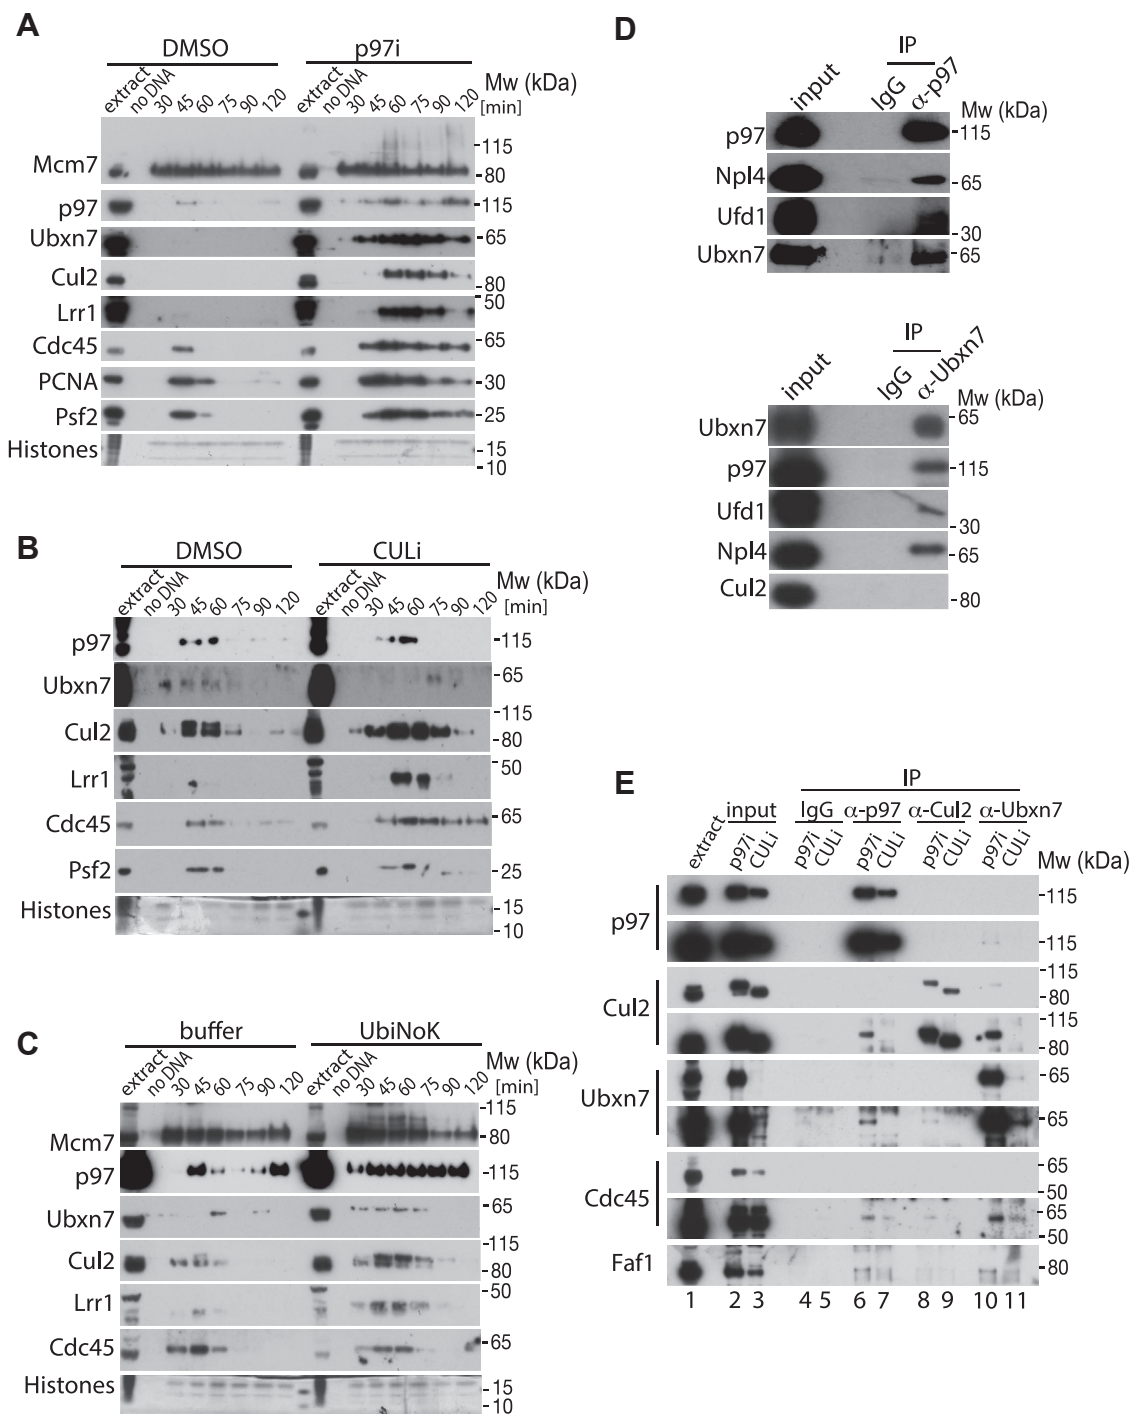 A
DMSO
p97i
extract
no DNA
30
45
60
75
90
120
extract
no DNA
30
45
60
75
90
120
Mw (kDa)
[min]
Mcm7
115
80
p97
115
Ubxn7
65
Cul2
80
Lrr1
50
Cdc45
65
PCNA
30
Psf2
25
Histones
15
10
B
DMSO
CULi
extract
no DNA
30
45
60
75
90
120
extract
no DNA
30
45
60
75
90
120
Mw (kDa)
[min]
p97
115
Ubxn7
65
Cul2
115
80
Lrr1
50
Cdc45
65
Psf2
25
Histones
15
10
C
buffer
UbiNoK
extract
no DNA
30
45
60
75
90
120
extract
no DNA
30
45
60
75
90
120
Mw (kDa)
[min]
Mcm7
115
80
p97
115
Ubxn7
65
Cul2
115
80
Lrr1
50
Cdc45
65
Histones
15
10
D
IP
input
IgG
α-p97
Mw (kDa)
p97
115
Npl4
65
Ufd1
30
Ubxn7
65
IP
input
IgG
α-Ubxn7
Mw (kDa)
Ubxn7
65
p97
115
Ufd1
30
Npl4
65
Cul2
80
E
IP
input
IgG
α-p97
α-Cul2
α-Ubxn7
extract
p97i
CULi
p97i
CULi
p97i
CULi
p97i
CULi
p97i
CULi
Mw (kDa)
p97
115
115
Cul2
115
80
115
80
Ubxn7
65
65
Cdc45
65
50
65
50
Faf1
80
1 2 3 4 5 6 7 8 9 10 11